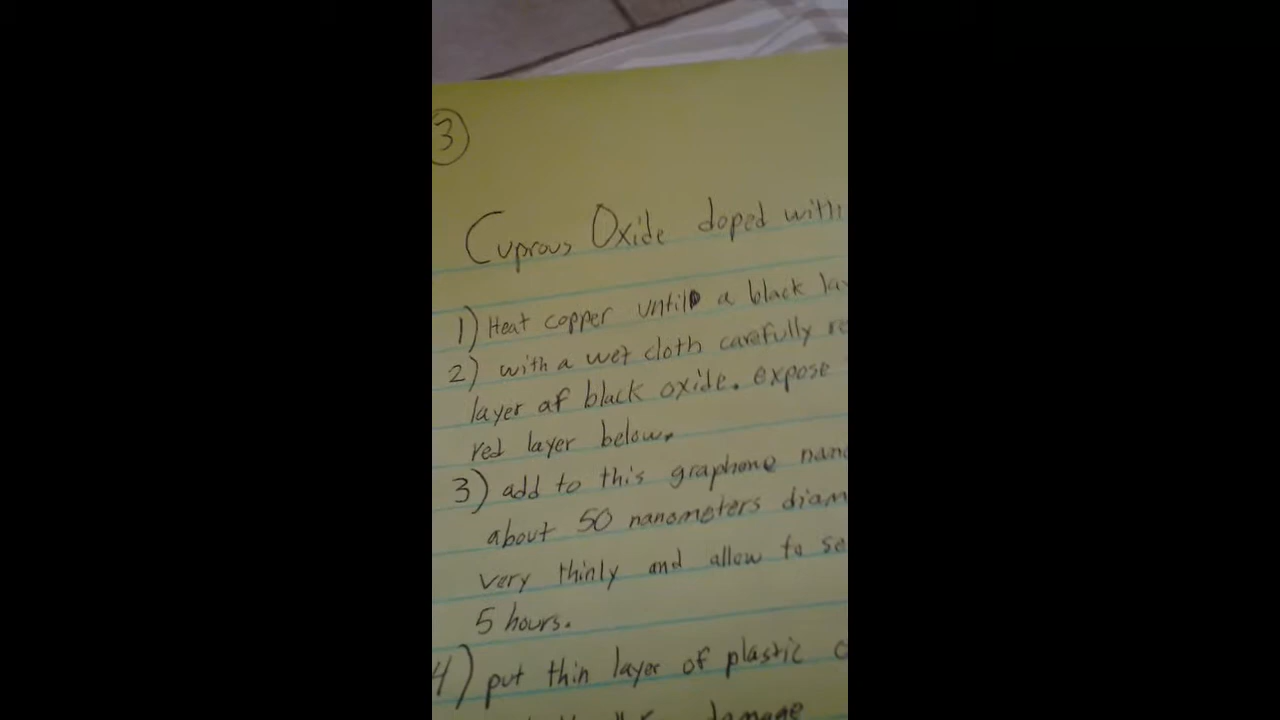 3
Cuprous Oxide doped with
1) Heat copper until a black la
2) with a wet cloth carefully re
layer of black oxide. expose
red layer below.
3) add to this graphene nano
about 50 nanometers diam
very thinly and allow to se
5 hours.
4) put thin layer of plastic c
damage